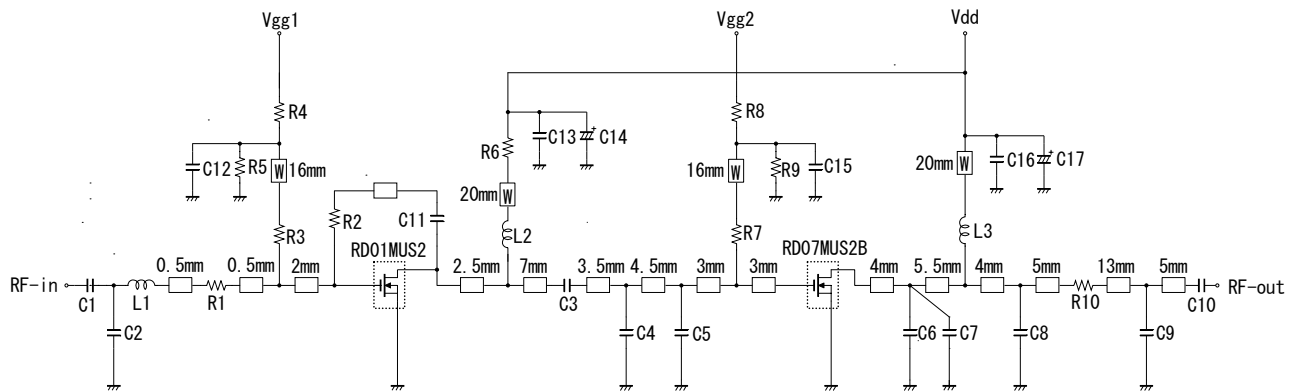 Vgg1
Vgg2
Vdd
R4
R8
C13
C14
R6
C12
R5
W
16mm
20mm
W
16mm
W
R9
C15
20mm
W
C16
C17
R2
C11
R3
L2
R7
L3
RD01MUS2
RD07MUS2B
RF-in
C1
L1
0.5mm
R1
0.5mm
2mm
2.5mm
7mm
C3
3.5mm
4.5mm
3mm
3mm
4mm
5.5mm
4mm
5mm
R10
13mm
5mm
C10
RF-out
C2
C4
C5
C6
C7
C8
C9